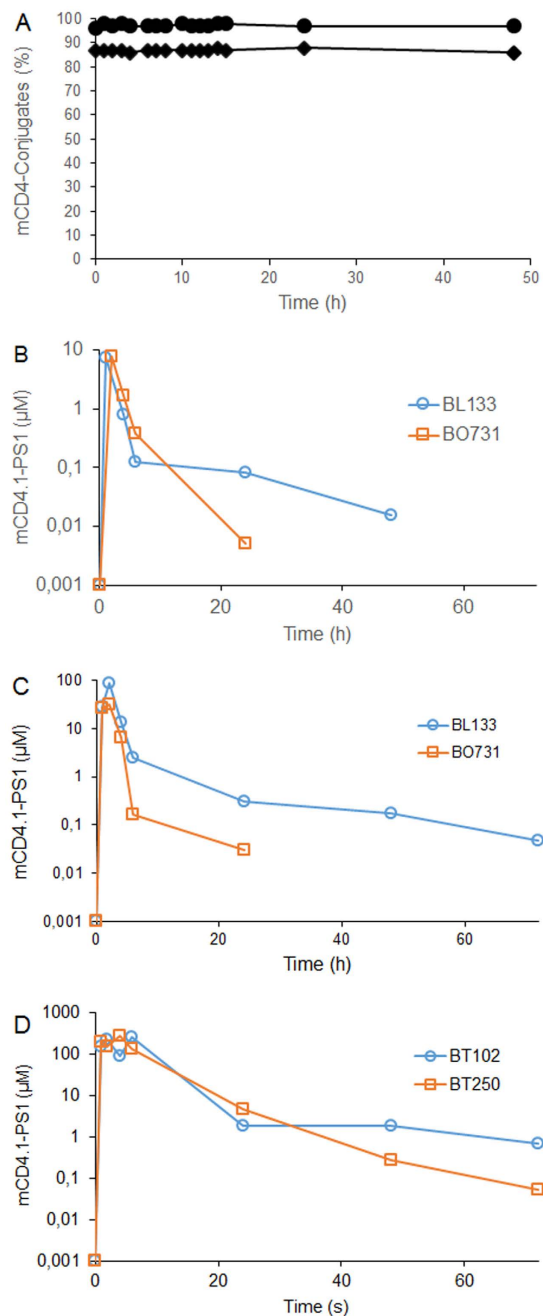 A
mCD4-Conjugates (%)
100
90
80
70
60
50
40
30
20
10
0
0 10 20 30 40 50
Time (h)
B
mCD4.1-PS1 (µM)
10
1
0,1
0,01
0,001
BL133
BO731
0 20 40 60
Time (h)
C
mCD4.1-PS1 (µM)
100
10
1
0,1
0,01
0,001
BL133
BO731
0 20 40 60
Time (h)
D
mCD4.1-PS1 (µM)
1000
100
10
1
0,1
0,01
0,001
BT102
BT250
0 20 40 60
Time (s)